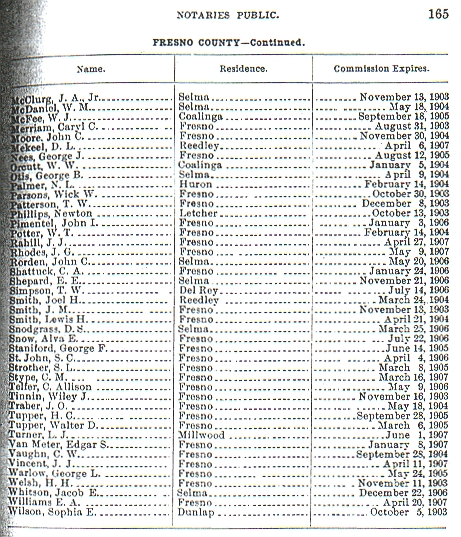 NOTARIES PUBLIC. 165
FRESNO COUNTY—Continued.
Name. Residence. Commission Expires.
McClurg, J. A., Jr. Selma November 13, 1903
McDaniel, W. M. Selma May 18, 1904
McFee, W. J. Coalinga September 18, 1905
Merriam, Caryl C. Fresno August 31, 1903
Moore, John C. Fresno November 30, 1904
Mekeel, D. L. Reedley April 6, 1907
Nees, George J. Fresno August 12, 1905
Orcutt, W. W. Coalinga January 5, 1904
Otis, George B. Selma April 9, 1904
Palmer, N. L. Huron February 14, 1904
Parsons, Wick W. Fresno October 30, 1903
Patterson, T. W. Fresno December 8, 1903
Phillips, Newton Letcher October 13, 1903
Pimentel, John I. Fresno January 3, 1906
Potter, W. T. Fresno February 14, 1904
Rahill, J. J. Fresno April 27, 1907
Rhodes, J. G. Fresno May 9, 1907
Rorden, John C. Selma May 20, 1906
Shattuck, C. A. Fresno January 24, 1906
Shepard, E. E. Selma November 21, 1906
Simpson, T. W. Del Rey July 14, 1906
Smith, Joel H. Reedley March 24, 1904
Smith, J. M. Fresno November 13, 1903
Smith, Lewis H. Fresno April 21, 1904
Snodgrass, D. S. Selma March 25, 1906
Snow, Alva E. Fresno July 22, 1906
Staniford, George F. Fresno June 14, 1905
St. John, S. C. Fresno April 4, 1906
Strother, S. L. Fresno March 8, 1905
Stype, C. M. Fresno March 16, 1907
Telfer, C. Allison Fresno May 9, 1906
Tinnin, Wiley J. Fresno November 16, 1903
Traber, J. O. Fresno May 18, 1904
Tupper, H. C. Fresno September 28, 1905
Tupper, Walter D. Fresno March 6, 1905
Turner, L. J. Millwood June 1, 1907
Van Meter, Edgar S. Fresno January 8, 1907
Vaughn, C. W. Fresno September 28, 1904
Vincent, J. J. Fresno April 11, 1907
Warlow, George L. Fresno May 24, 1905
Welsh, H. H. Fresno November 11, 1903
Whitson, Jacob E. Selma December 22, 1906
Williams E. A. Fresno April 20, 1907
Wilson, Sophia E. Dunlap October 5, 1903